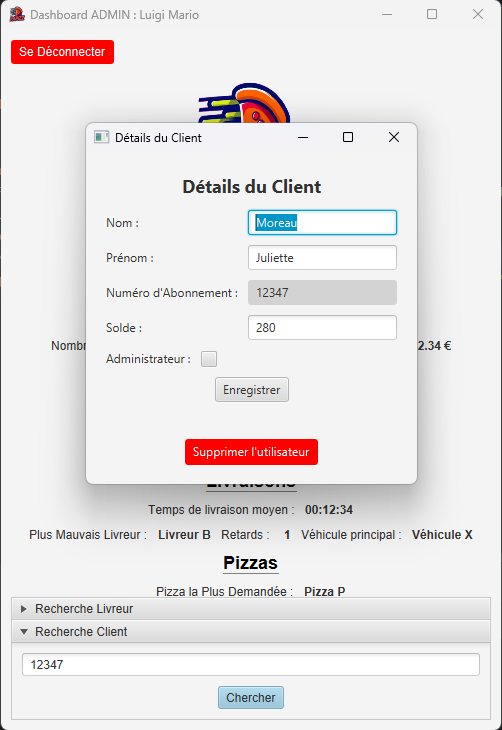 Dashboard ADMIN : Luigi Mario
Se Déconnecter
Détails du Client
Détails du Client
Nom : Moreau
Prénom : Juliette
Numéro d'Abonnement : 12347
Solde : 280
Administrateur :
Enregistrer
Supprimer l'utilisateur
2.34 €
Livraisons
Temps de livraison moyen : 00:12:34
Plus Mauvais Livreur : Livreur B Retards : 1 Véhicule principal : Véhicule X
Pizzas
Pizza la Plus Demandée : Pizza P
Recherche Livreur
Recherche Client
12347
Chercher